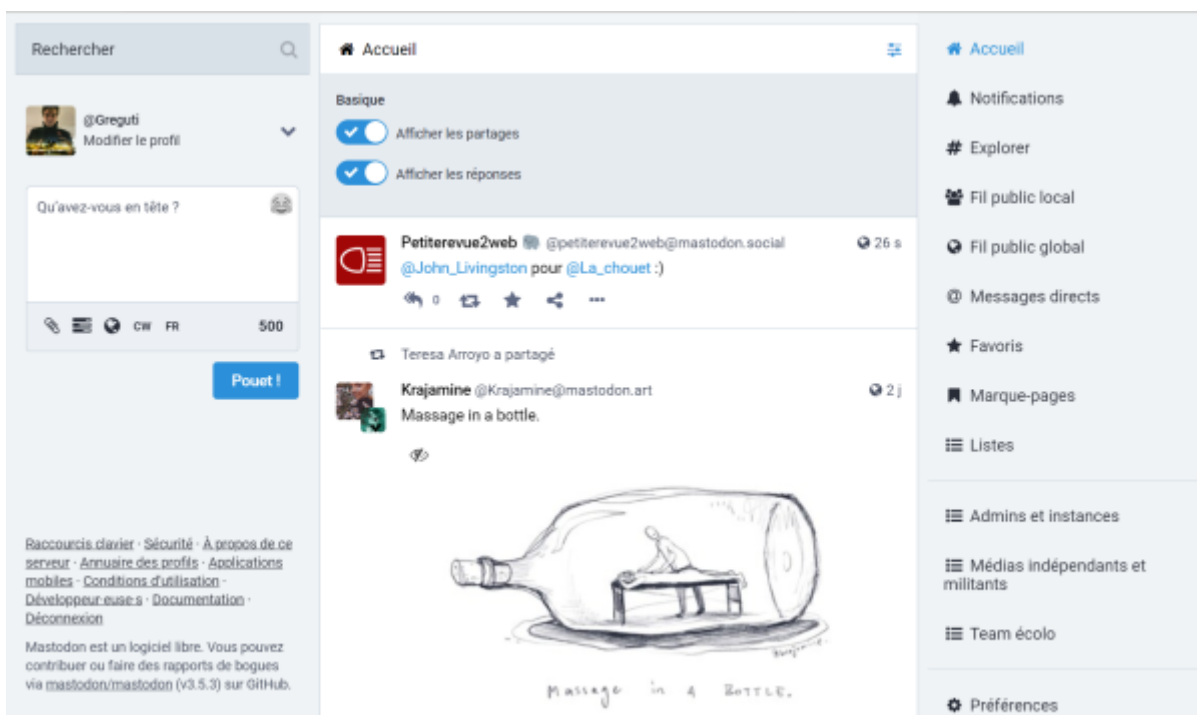 Rechercher
@Greguti
Modifier le profil
Qu'avez-vous en tête ?
CW FR 500
Pouet !
Raccourcis clavier · Sécurité · À propos de ce
serveur · Annuaire des profils · Applications
mobiles · Conditions d'utilisation ·
Développeur·euse·s · Documentation ·
Déconnexion
Mastodon est un logiciel libre. Vous pouvez
contribuer ou faire des rapports de bogues
via mastodon/mastodon (v3.5.3) sur GitHub.
Accueil
Basique
Afficher les partages
Afficher les réponses
Petiterevue2web @petiterevue2web@mastodon.social 26 s
@John_Livingston pour @La_chouet :)
0
Teresa Arroyo a partagé
Krajamine @Krajamine@mastodon.art 2 j
Massage in a bottle.
Krajamine
Massage in a BOTTLE.
Accueil
Notifications
# Explorer
Fil public local
Fil public global
@ Messages directs
Favoris
Marque-pages
Listes
Admins et instances
Médias indépendants et
militants
Team écolo
Préférences